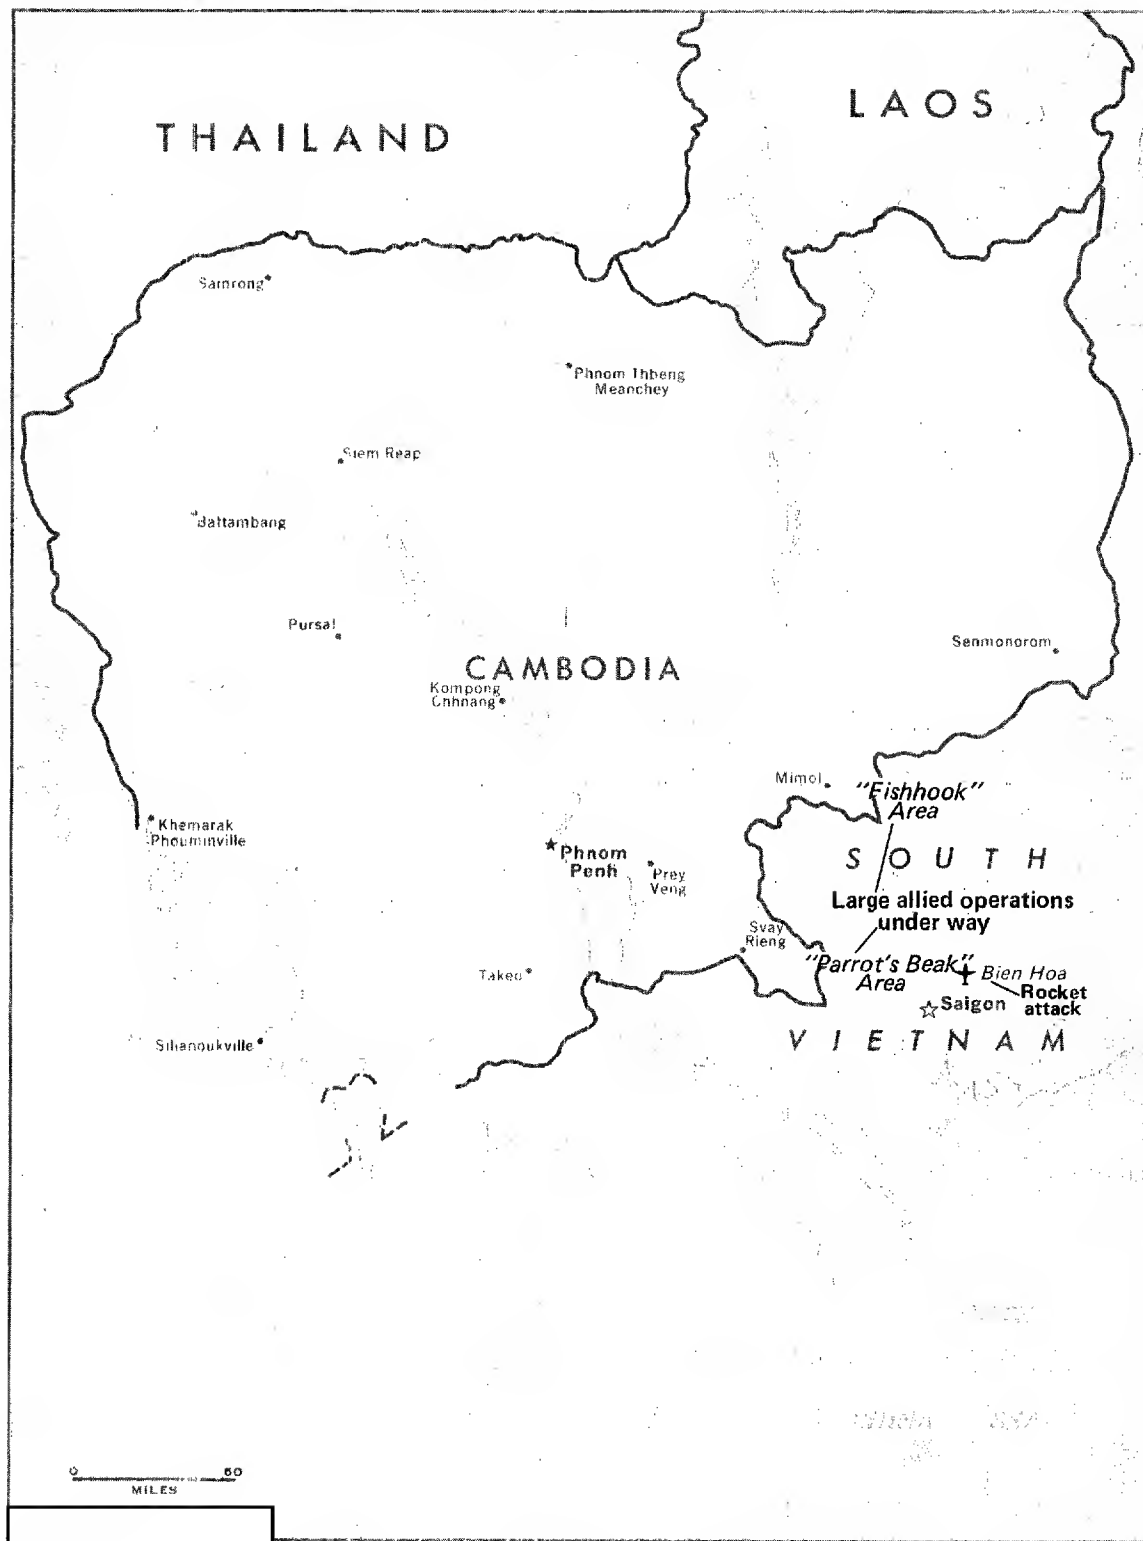 THAILAND
LAOS
Samrong
Phnom Thbeng
Meanchey
Siem Reap
Battambang
Pursat
CAMBODIA
Senmonorom
Kompong
Chhnang
Mimot
"Fishhook"
Area
Khemarak
Phouminville
Phnom
Penh
Prey
Veng
SOUTH
Large allied operations
under way
Svay
Rieng
"Parrot's Beak"
Area
Bien Hoa
Rocket
attack
Takeo
Saigon
VIETNAM
Sihanoukville
0 50
MILES